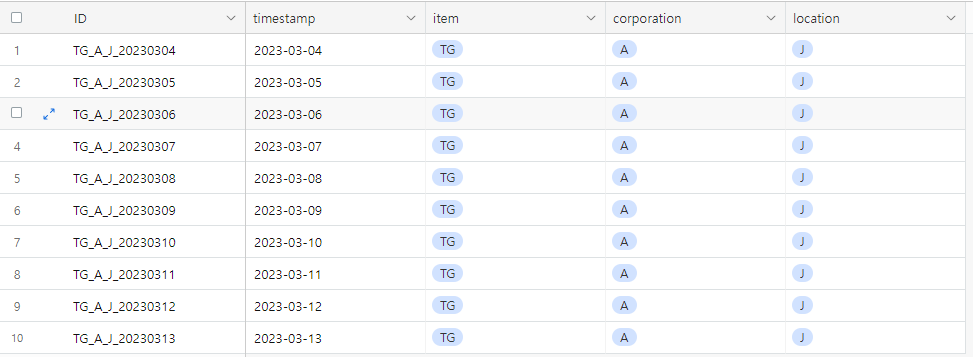 ID timestamp item corporation location
1 TG_A_J_20230304 2023-03-04 TG A J
2 TG_A_J_20230305 2023-03-05 TG A J
TG_A_J_20230306 2023-03-06 TG A J
4 TG_A_J_20230307 2023-03-07 TG A J
5 TG_A_J_20230308 2023-03-08 TG A J
6 TG_A_J_20230309 2023-03-09 TG A J
7 TG_A_J_20230310 2023-03-10 TG A J
8 TG_A_J_20230311 2023-03-11 TG A J
9 TG_A_J_20230312 2023-03-12 TG A J
10 TG_A_J_20230313 2023-03-13 TG A J